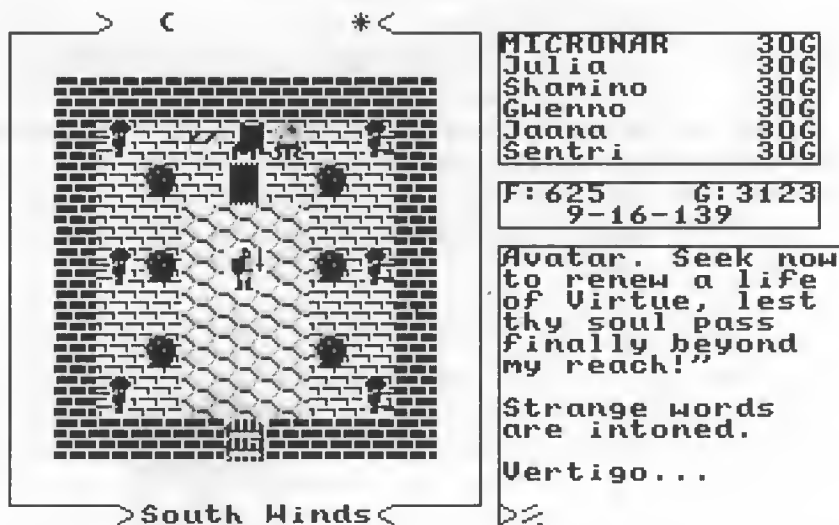 MICRONAR 30G
Julia 30G
Shamino 30G
Gwenno 30G
Jaana 30G
Sentri 30G
F:625 G:3123
9-16-139
Avatar. Seek now
to renew a life
of Virtue, lest
thy soul pass
finally beyond
my reach!"
Strange words
are intoned.
Vertigo...
South Winds